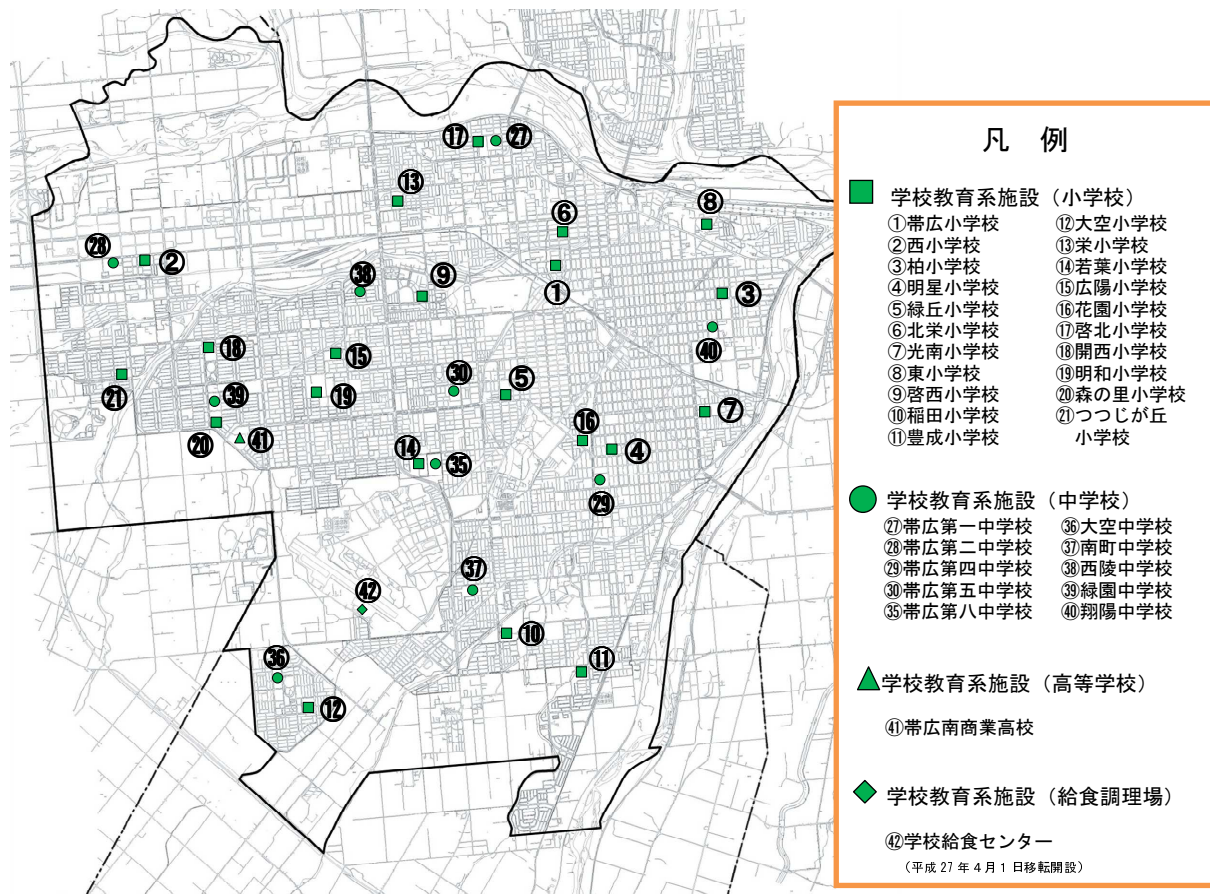 ⑰ ㉗
⑬
⑥ ⑧
㉘ ② ㊳ ⑨ ① ③
⑱ ⑮ ㊵
㉑ ㊴ ⑲ ㉚ ⑤ ⑦
⑳ ㊶ ⑭ ㉟ ⑯ ④
㉙
㊷ ㊲
⑩
㊱ ⑪
⑫
凡 例
学校教育系施設(小学校)
①帯広小学校 ⑫大空小学校
②西小学校 ⑬栄小学校
③柏小学校 ⑭若葉小学校
④明星小学校 ⑮広陽小学校
⑤緑丘小学校 ⑯花園小学校
⑥北栄小学校 ⑰啓北小学校
⑦光南小学校 ⑱開西小学校
⑧東小学校 ⑲明和小学校
⑨啓西小学校 ⑳森の里小学校
⑩稲田小学校 ㉑つつじが丘
⑪豊成小学校 小学校
学校教育系施設(中学校)
㉗帯広第一中学校 ㊱大空中学校
㉘帯広第二中学校 ㊲南町中学校
㉙帯広第四中学校 ㊳西陵中学校
㉚帯広第五中学校 ㊴緑園中学校
㉟帯広第八中学校 ㊵翔陽中学校
学校教育系施設(高等学校)
㊶帯広南商業高校
学校教育系施設(給食調理場)
㊷学校給食センター
(平成27年4月1日移転開設)